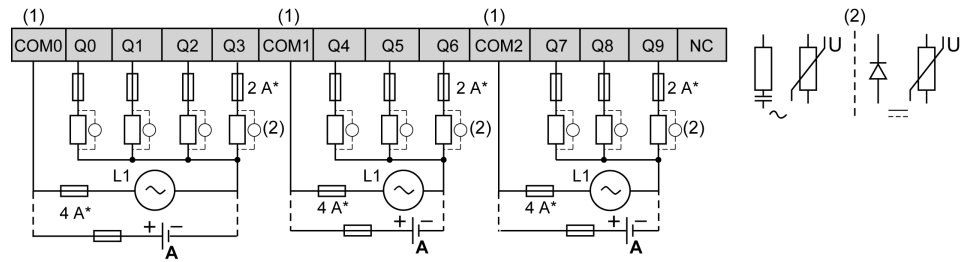 (1) (1) (1) (2)
COM0 Q0 Q1 Q2 Q3 COM1 Q4 Q5 Q6 COM2 Q7 Q8 Q9 NC
U U
2 A* 2 A* 2 A*
(2) (2) (2)
L1 L1 L1
4 A* 4 A* 4 A*
+ − + − + −
A A A